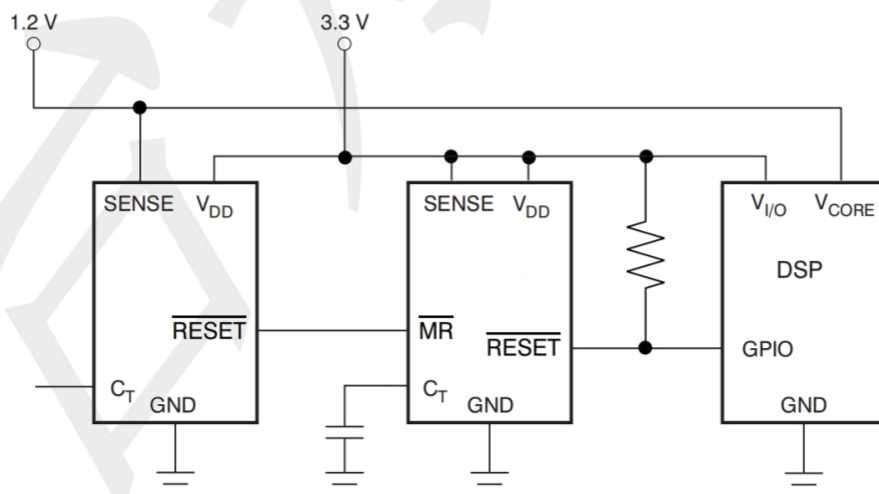 1.2 V
3.3 V
SENSE VDD
SENSE VDD
VI/O VCORE
DSP
RESET
MR
RESET
GPIO
CT
GND
CT
GND
GND